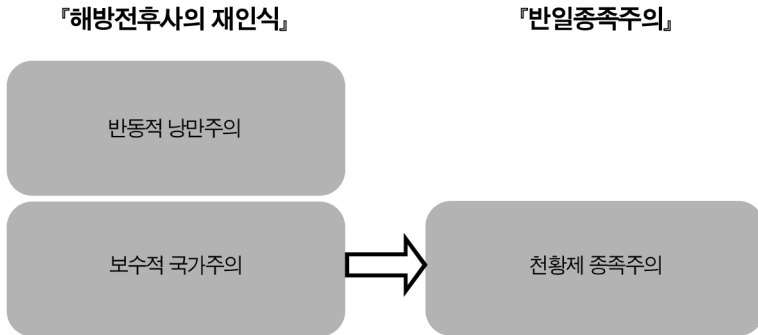 『해방전후사의 재인식』
『반일종족주의』
반동적 낭만주의
보수적 국가주의
천황제 종족주의